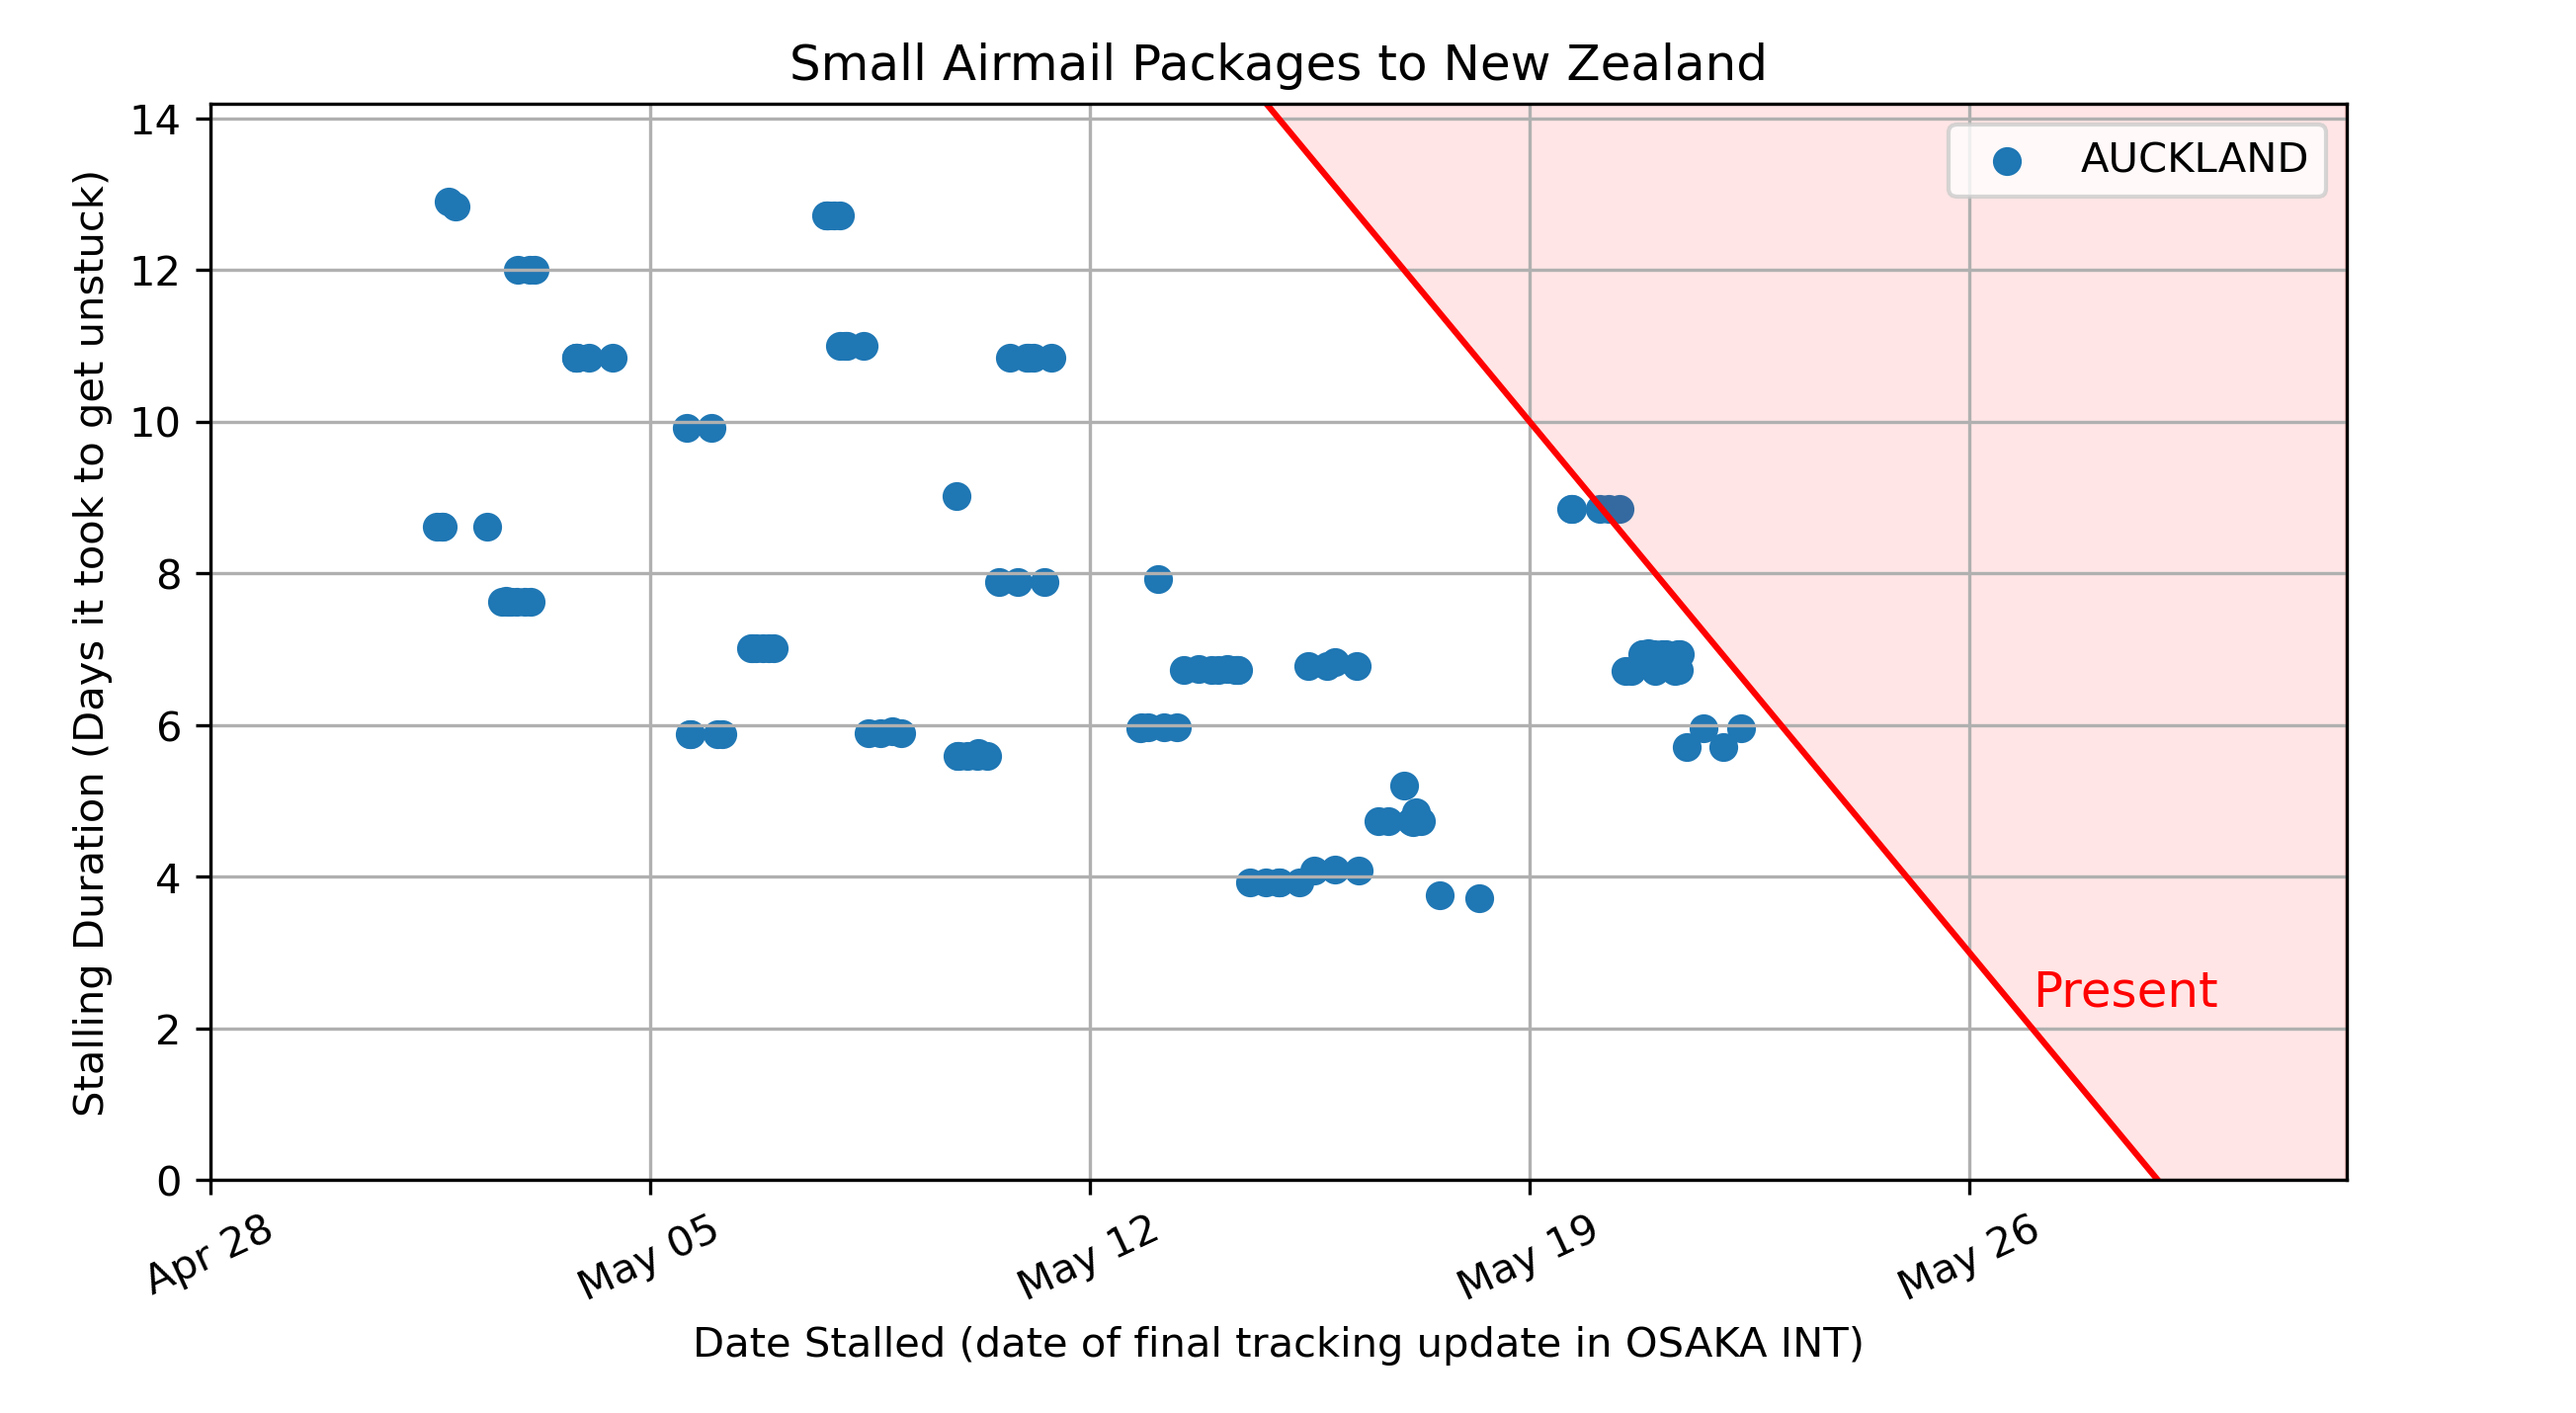 Small Airmail Packages to New Zealand
Stalling Duration (Days it took to get unstuck)
14
12
10
8
6
4
2
0
AUCKLAND
Present
Apr 28
May 05
May 12
May 19
May 26
Date Stalled (date of final tracking update in OSAKA INT)